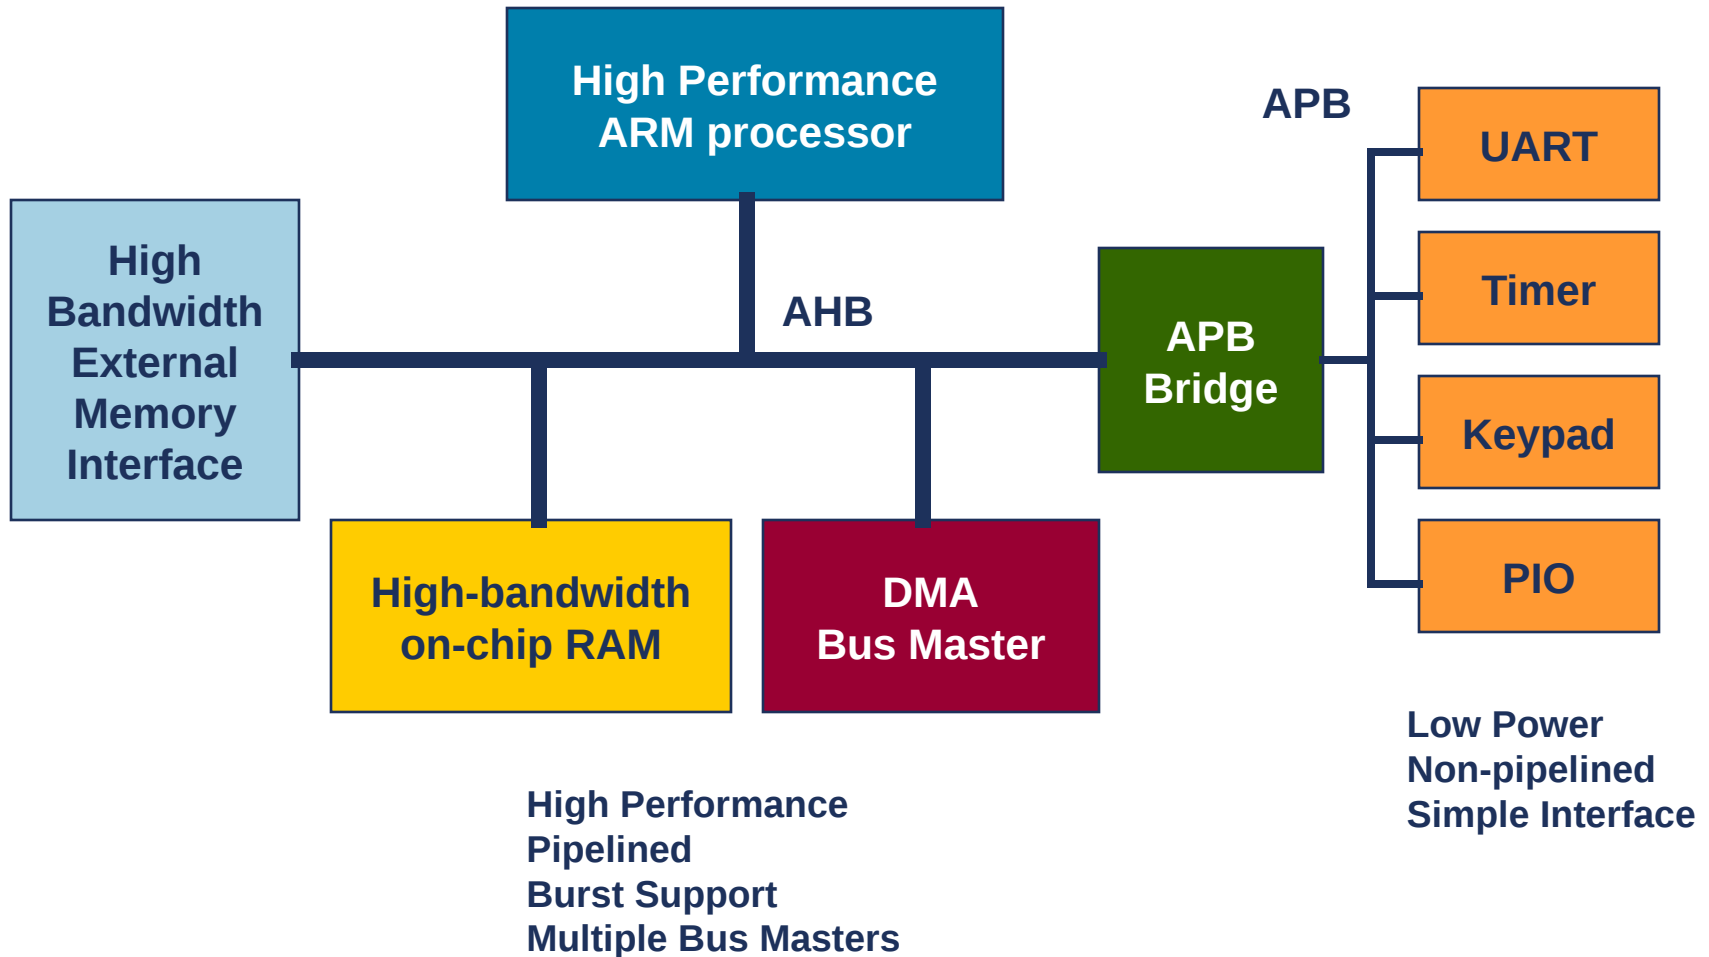 High Performance
ARM processor
APB
UART
High
Bandwidth
External
Memory
Interface
AHB
APB
Bridge
Timer
Keypad
PIO
High-bandwidth
on-chip RAM
DMA
Bus Master
Low Power
Non-pipelined
Simple Interface
High Performance
Pipelined
Burst Support
Multiple Bus Masters